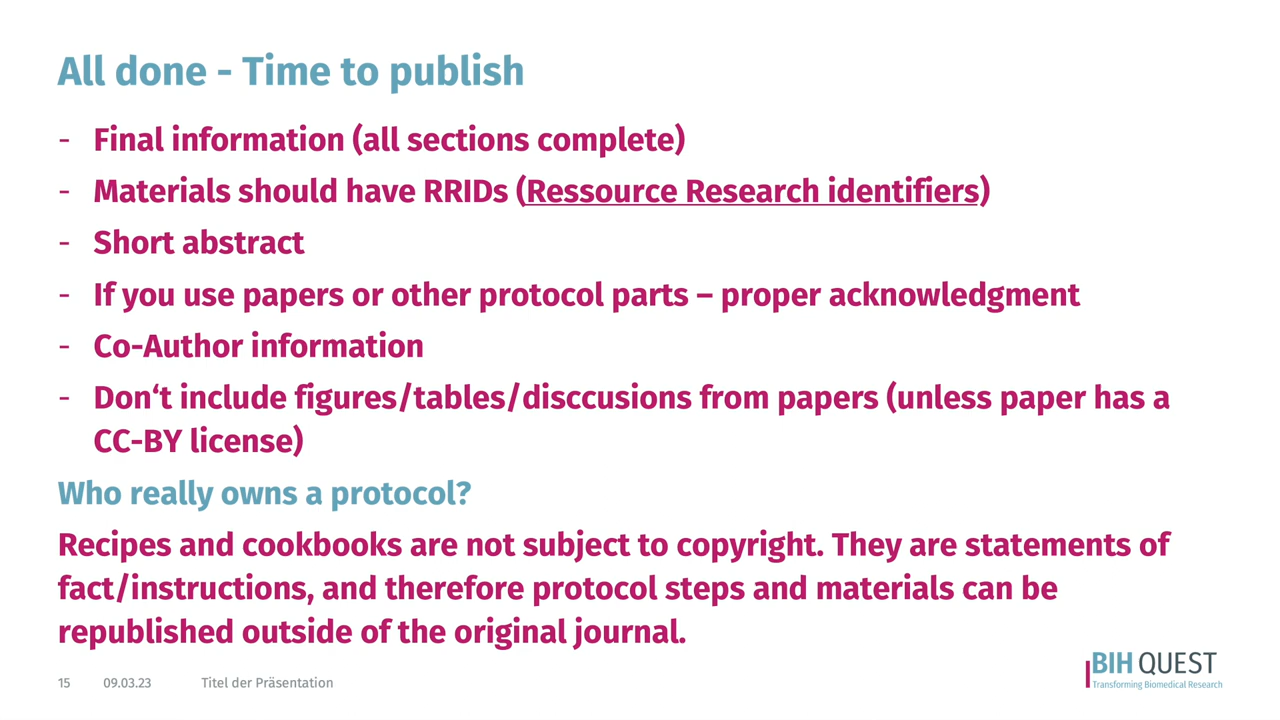 All done - Time to publish
- Final information (all sections complete)
- Materials should have RRIDs (Ressource Research identifiers)
- Short abstract
- If you use papers or other protocol parts – proper acknowledgment
- Co-Author information
- Don‘t include figures/tables/disccusions from papers (unless paper has a
CC-BY license)
Who really owns a protocol?
Recipes and cookbooks are not subject to copyright. They are statements of
fact/instructions, and therefore protocol steps and materials can be
republished outside of the original journal.
15 09.03.23 Titel der Präsentation
BIH QUEST
Transforming Biomedical Research